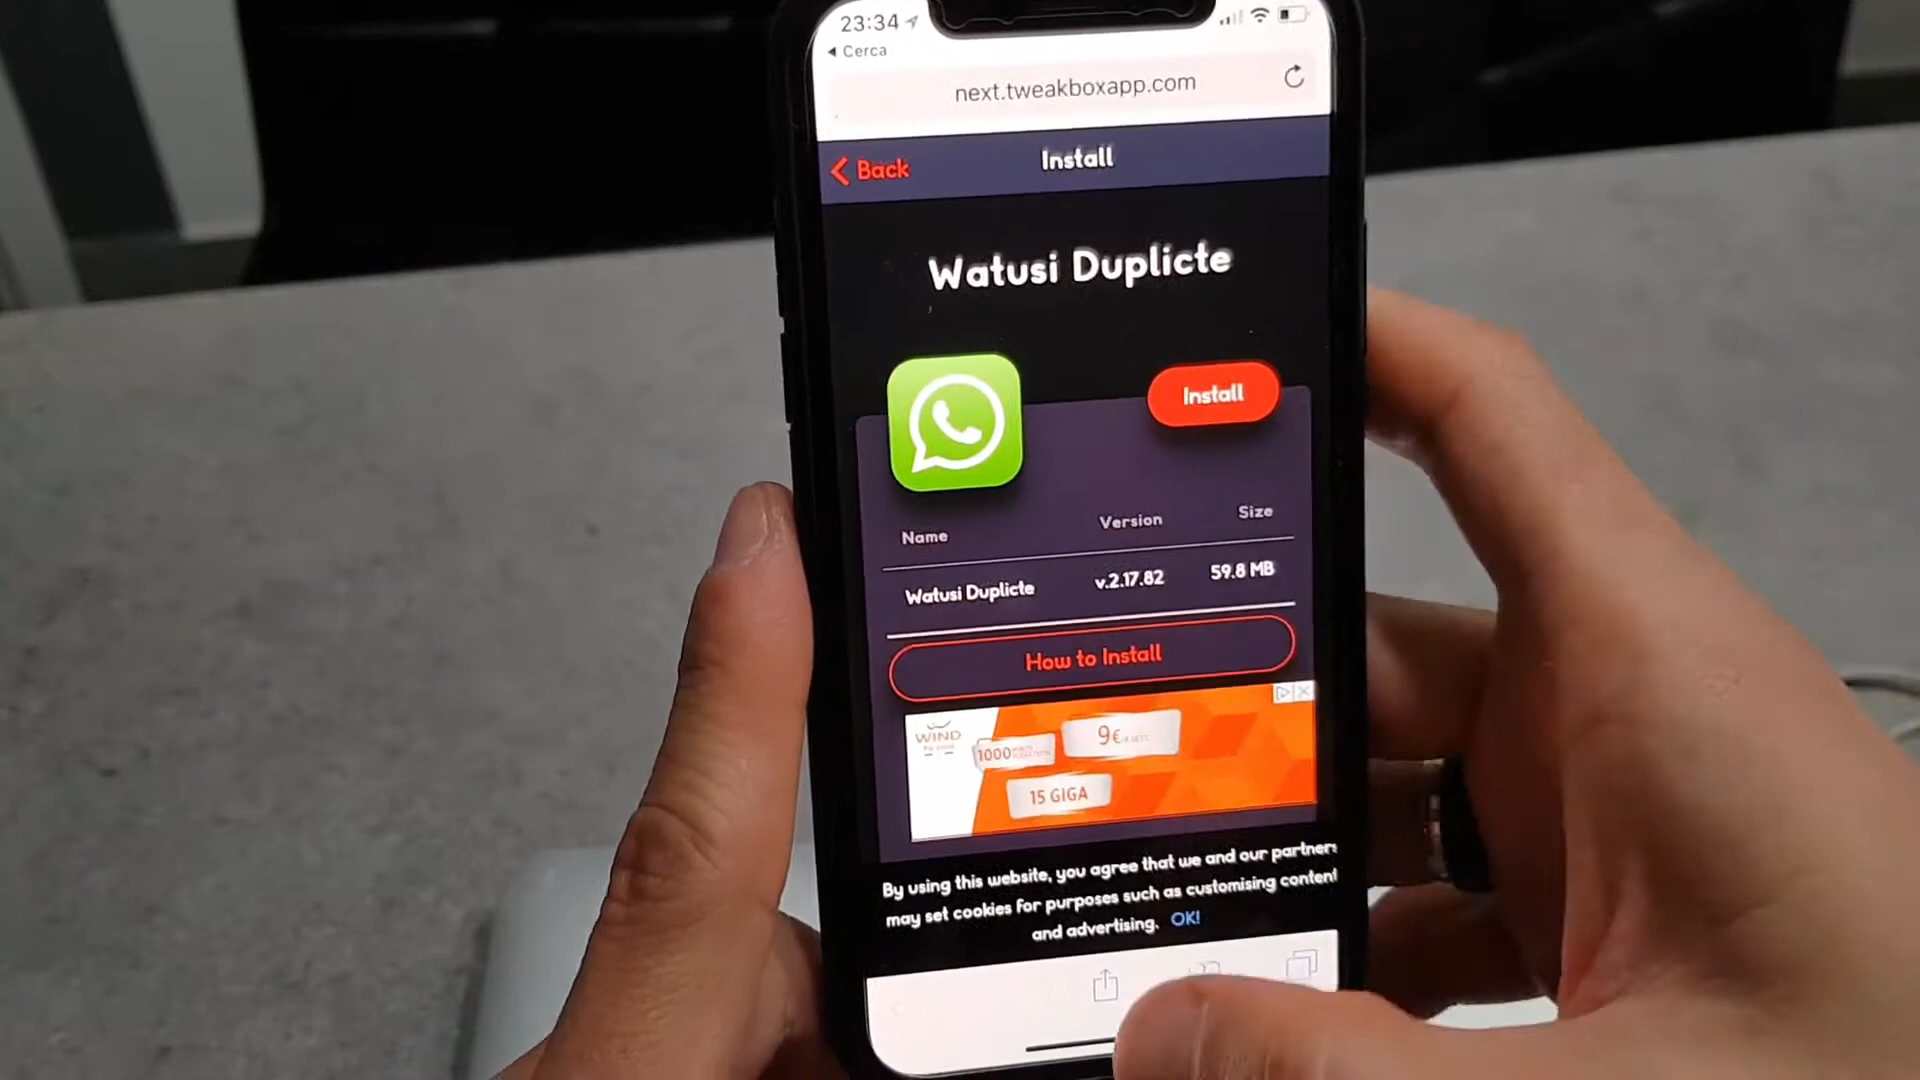 23:34
Cerca
next.tweakboxapp.com
Back
Install
Watusi Duplicte
Install
Name Version Size
Watusi Duplicte v.2.17.82 59.8 MB
How to Install
WIND
1000
9€
15 GIGA
By using this website, you agree that we and our partners
may set cookies for purposes such as customising content
and advertising. OK!